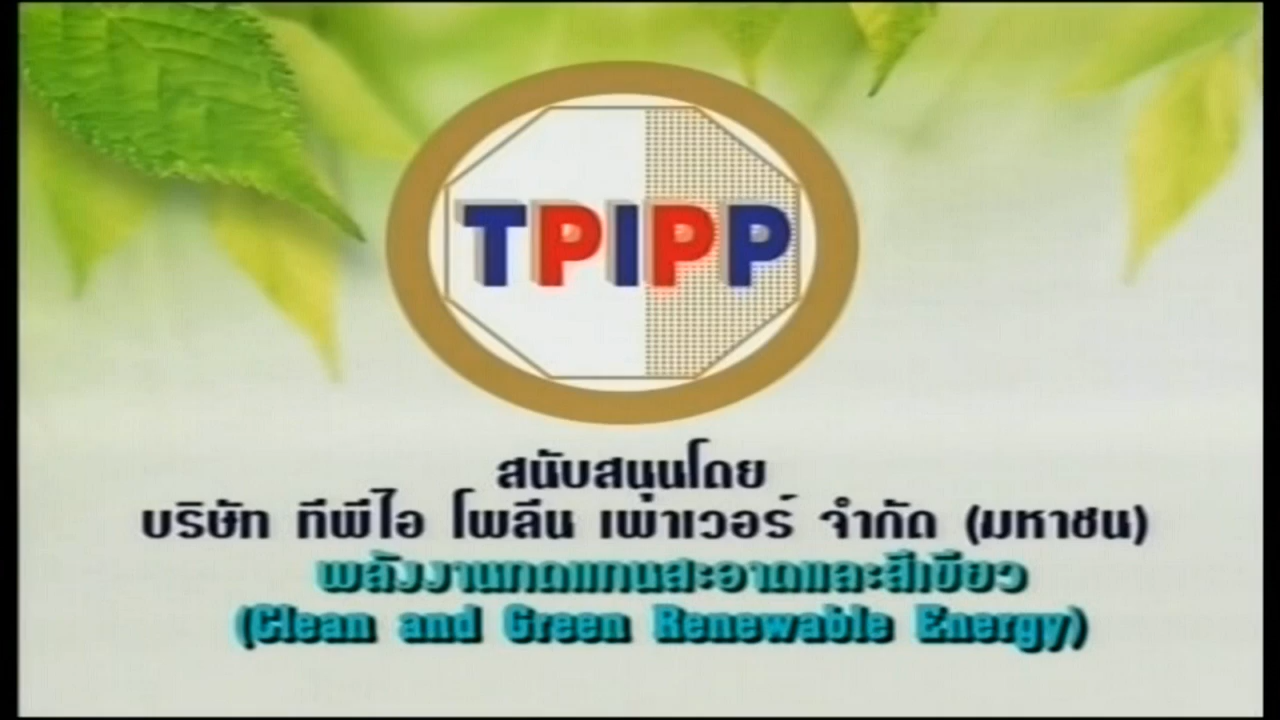 TPIPP
สนับสนุนโดย
บริษัท ทีพีไอ โพลีน เพาเวอร์ จำกัด (มหาชน)
พลังงานทดแทนสะอาดและสีเขียว
(Clean and Green Renewable Energy)